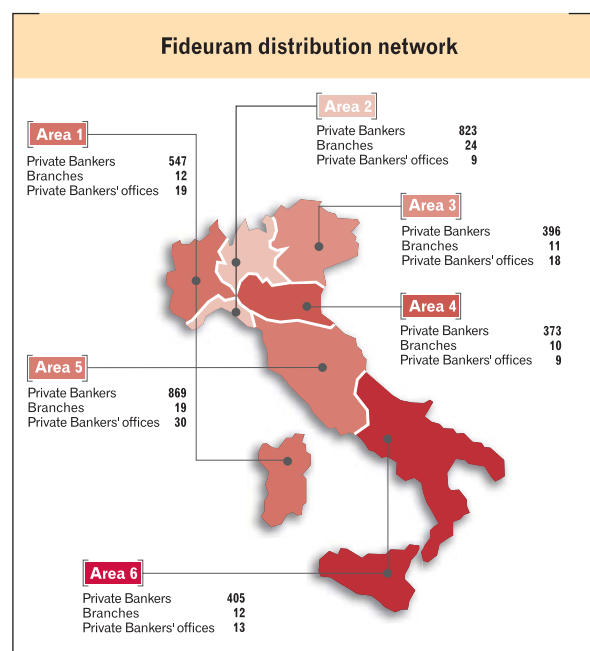 Fideuram distribution network
Area 2
Private Bankers 823
Branches 24
Private Bankers' offices 9
Area 1
Private Bankers 547
Branches 12
Private Bankers' offices 19
Area 3
Private Bankers 396
Branches 11
Private Bankers' offices 18
Area 4
Private Bankers 373
Branches 10
Private Bankers' offices 9
Area 5
Private Bankers 869
Branches 19
Private Bankers' offices 30
Area 6
Private Bankers 405
Branches 12
Private Bankers' offices 13